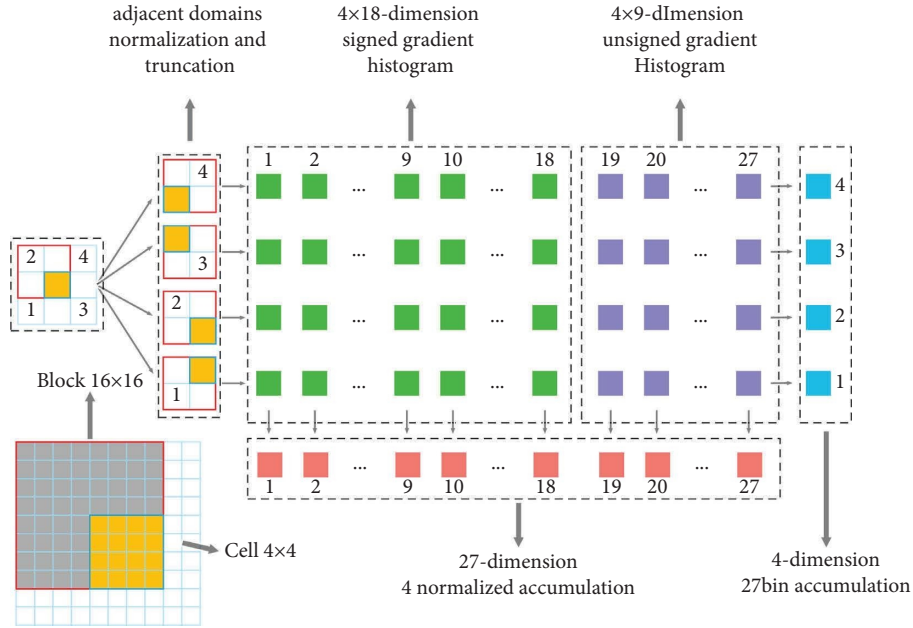 adjacent domains
normalization and
truncation
4×18-dimension
signed gradient
histogram
4×9-dImension
unsigned gradient
Histogram
1 2 9 10 18 19 20 27
4 ... ... ... 4
2 4
3 ... ... ... 3
1 3
2 ... ... ... 2
1 ... ... ... 1
Block 16×16
... ... ...
1 2 9 10 18 19 20 27
Cell 4×4
27-dimension
4 normalized accumulation
4-dimension
27bin accumulation